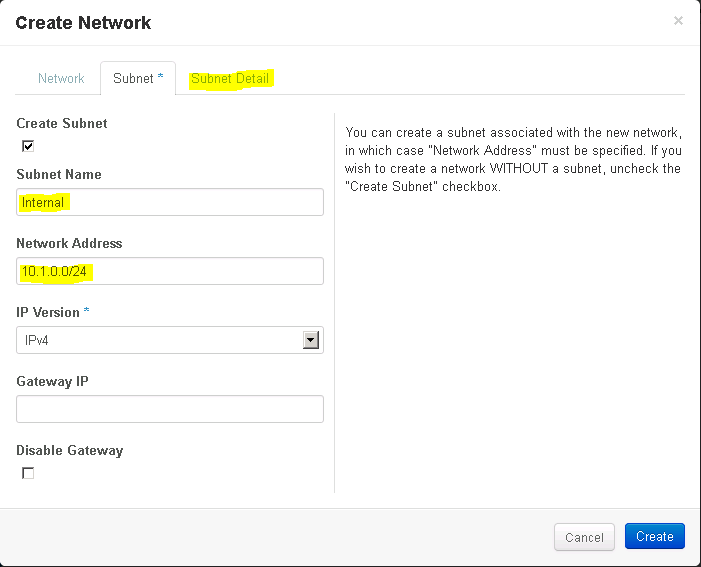 Create Network
×
Network
Subnet *
Subnet Detail
Create Subnet
Subnet Name
Internal
Network Address
10.1.0.0/24
IP Version *
IPv4
Gateway IP
Disable Gateway
You can create a subnet associated with the new network,
in which case "Network Address" must be specified. If you
wish to create a network WITHOUT a subnet, uncheck the
"Create Subnet" checkbox.
Cancel
Create